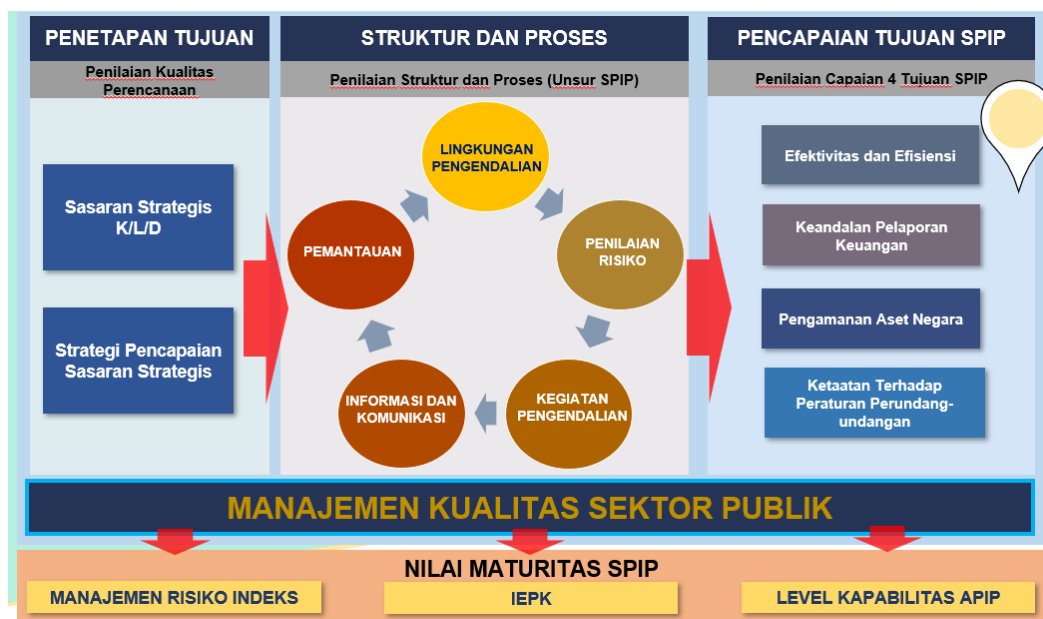 PENETAPAN TUJUAN
Penilaian Kualitas
Perencanaan
Sasaran Strategis
K/L/D
Strategi Pencapaian
Sasaran Strategis
STRUKTUR DAN PROSES
Penilaian Struktur dan Proses (Unsur SPIP)
LINGKUNGAN
PENGENDALIAN
PENILAIAN
RISIKO
KEGIATAN
PENGENDALIAN
INFORMASI DAN
KOMUNIKASI
PEMANTAUAN
PENCAPAIAN TUJUAN SPIP
Penilaian Capaian 4 Tujuan SPIP
Efektivitas dan Efisiensi
Keandalan Pelaporan
Keuangan
Pengamanan Aset Negara
Ketaatan Terhadap
Peraturan Perundang-
undangan
MANAJEMEN KUALITAS SEKTOR PUBLIK
NILAI MATURITAS SPIP
MANAJEMEN RISIKO INDEKS
IEPK
LEVEL KAPABILITAS APIP